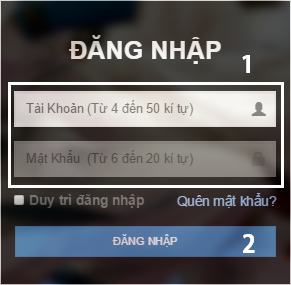 ĐĂNG NHẬP
1
Tài Khoản (Từ 4 đến 50 kí tự)
Mật Khẩu (Từ 6 đến 20 kí tự)
Duy trì đăng nhập Quên mật khẩu?
ĐĂNG NHẬP 2